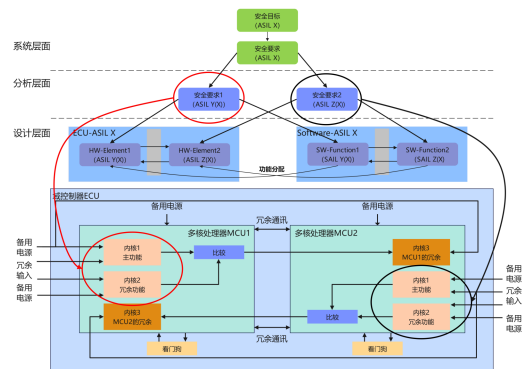 安全目标
(ASIL X)
系统层面
安全要求
(ASIL X)
分析层面
安全要求1
(ASIL Y(X))
安全要求2
(ASIL Z(X))
设计层面
ECU-ASIL X
Software-ASIL X
HW-Element1
(ASIL Y(X))
HW-Element2
(ASIL Z(X))
SW-Function1
(ASIL Y(X))
SW-Function2
(ASIL Z(X)
功能分配
域控制器ECU
备用电源
备用电源
多核处理器MCU1
冗余通讯
多核处理器MCU2
备用
电源
冗余
输入
备用
电源
内核1
主功能
比较
内核3
MCU1的冗余
内核2
冗余功能
内核1
主功能
备用
电源
冗余
输入
备用
电源
内核3
MCU2的冗余
比较
内核2
冗余功能
冗余通讯
看门狗
看门狗